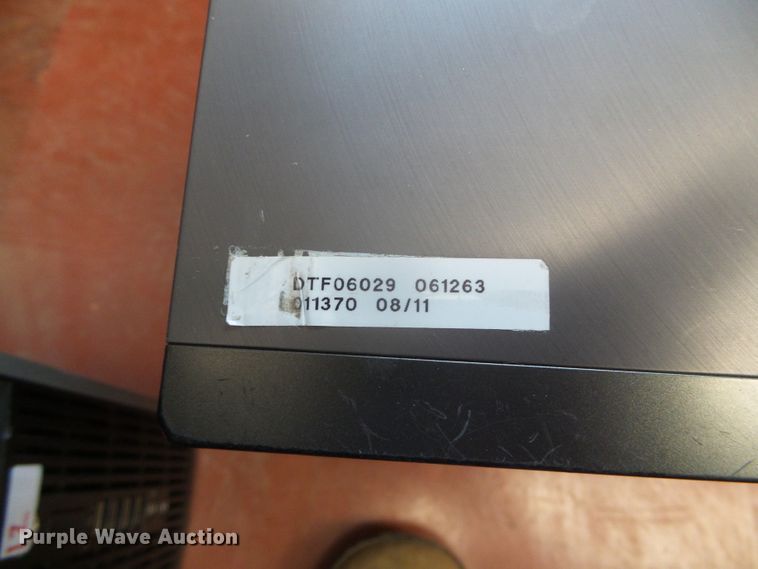 DTF06029 061263
011370 08/11
Purple Wave Auction